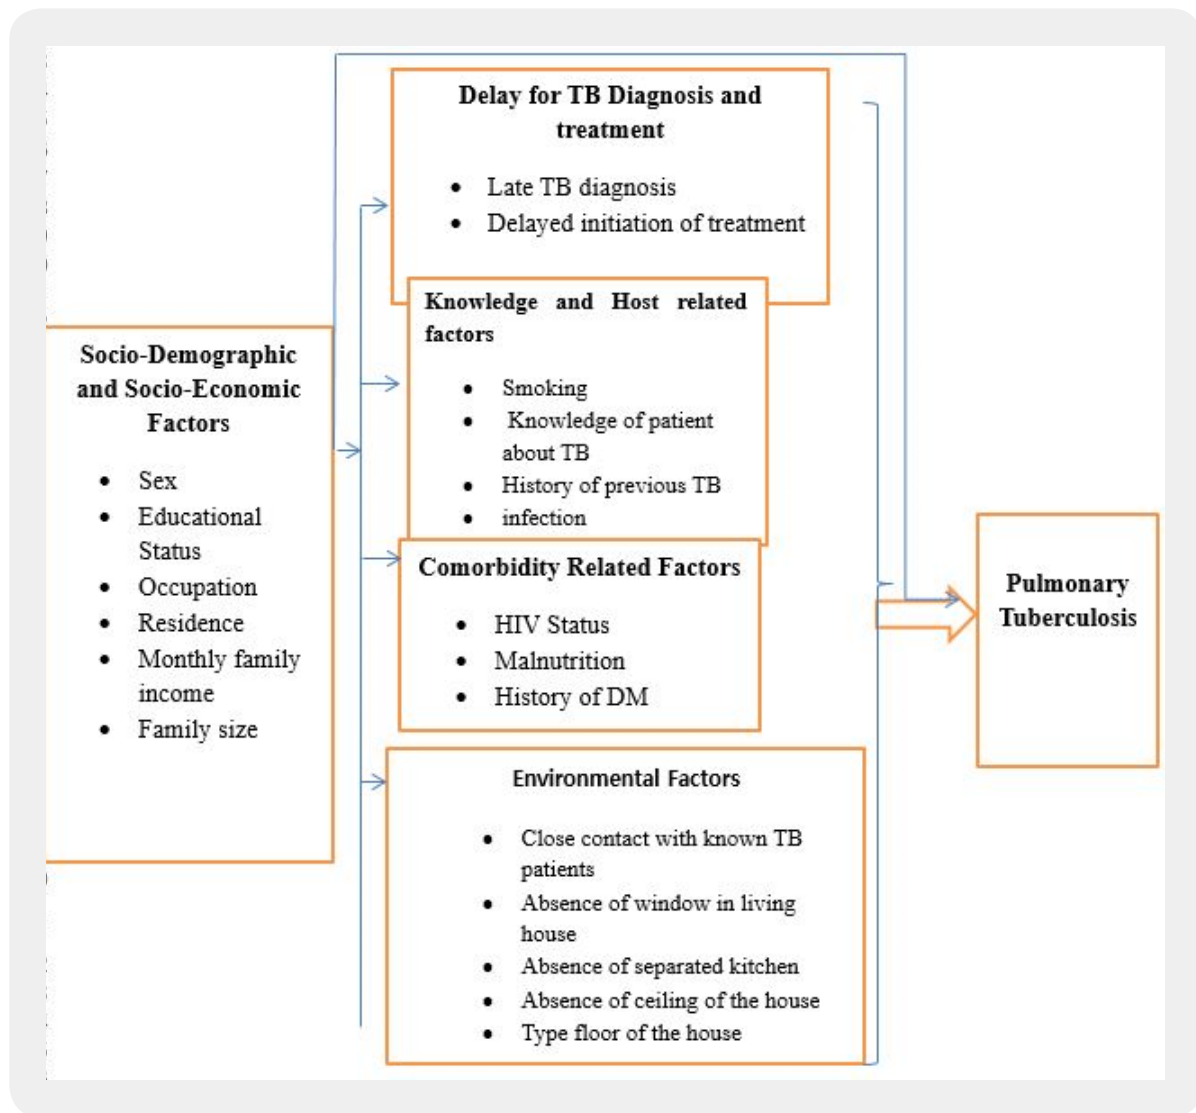 Delay for TB Diagnosis and
treatment
• Late TB diagnosis
• Delayed initiation of treatment
Knowledge and Host related
factors
• Smoking
• Knowledge of patient
about TB
• History of previous TB
• infection
Socio-Demographic
and Socio-Economic
Factors
• Sex
• Educational
Status
• Occupation
• Residence
• Monthly family
income
• Family size
Comorbidity Related Factors
• HIV Status
• Malnutrition
• History of DM
Pulmonary
Tuberculosis
Environmental Factors
• Close contact with known TB
patients
• Absence of window in living
house
• Absence of separated kitchen
• Absence of ceiling of the house
• Type floor of the house